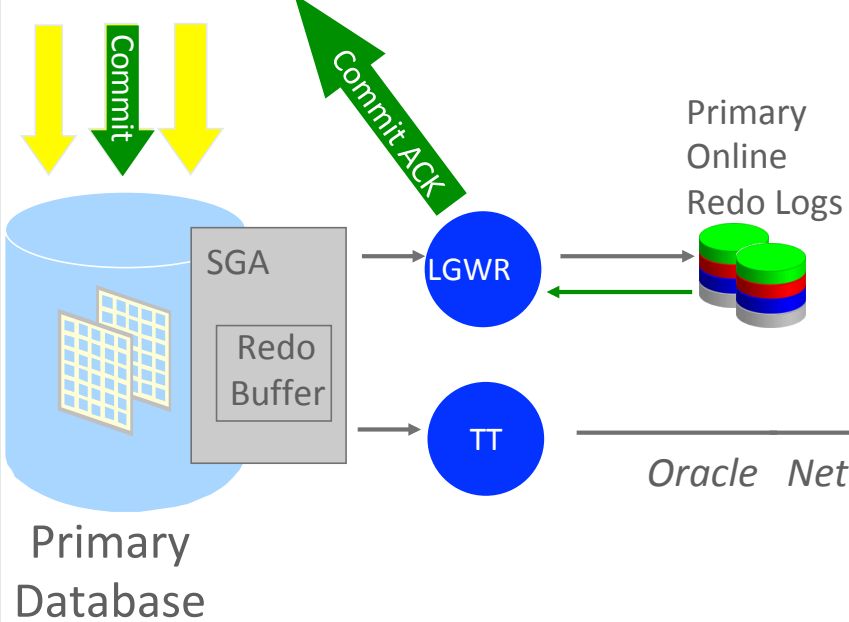 Commit
Commit ACK
Primary
Online
Redo Logs
SGA
LGWR
Redo
Buffer
TT
Oracle Net
Primary
Database